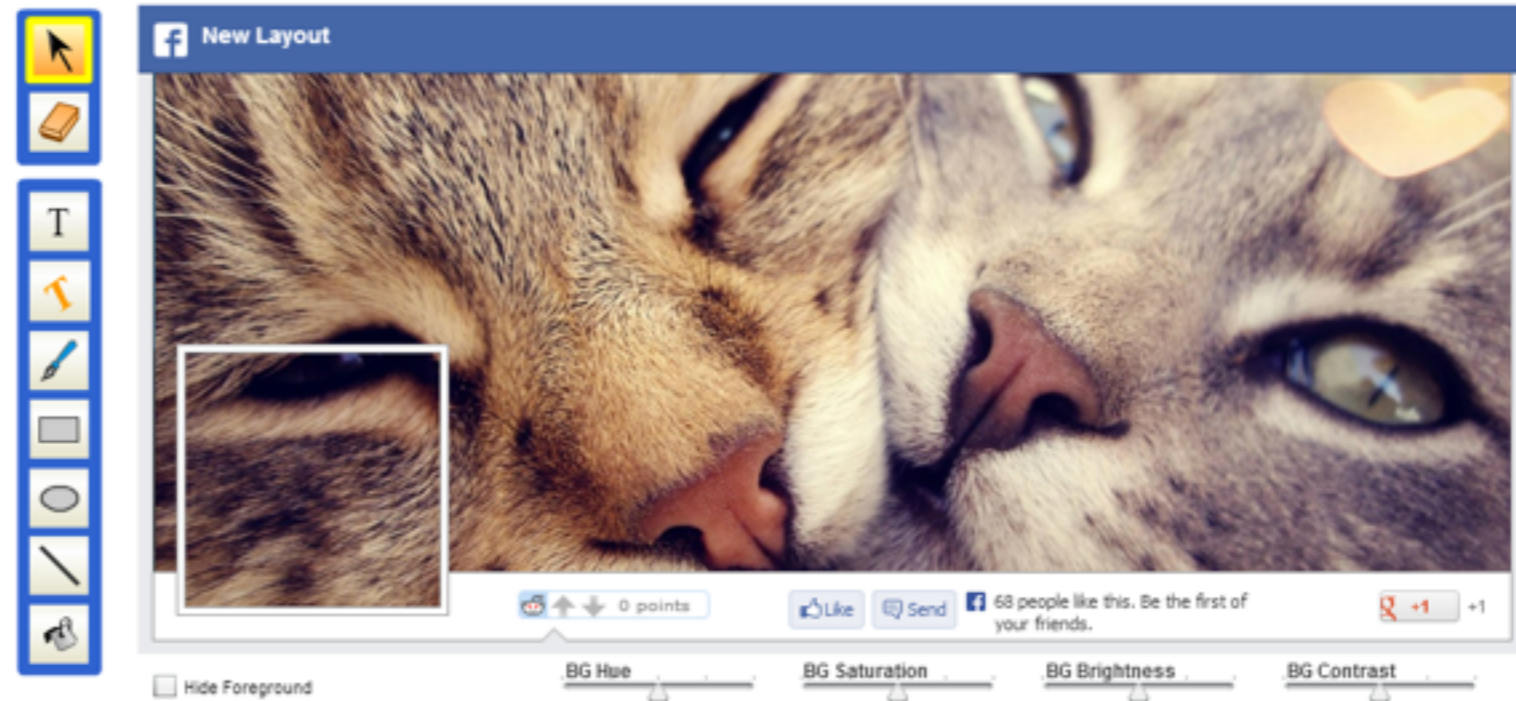 New Layout
T
T
0 points
Like
Send
68 people like this. Be the first of
your friends.
+1
+1
Hide Foreground
BG Hue
BG Saturation
BG Brightness
BG Contrast